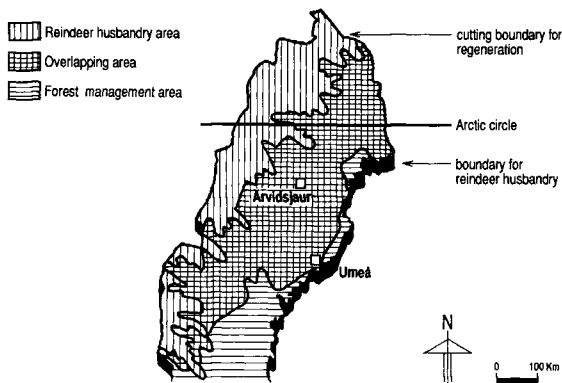 Reindeer husbandry area
Overlapping area
Forest management area
cutting boundary for
regeneration
Arctic circle
boundary for
reindeer husbandry
Arvidsjaur
Umeå
N
0 100 Km